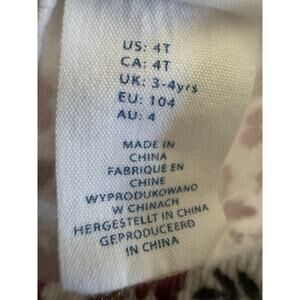 US: 4T
CA: 4T
UK: 3-4yrs
EU: 104
AU: 4
MADE IN
CHINA
FABRIQUE EN
CHINE
WYPRODUKOWANO
W CHINACH
HERGESTELLT IN CHINA
GEPRODUCEERD
IN CHINA